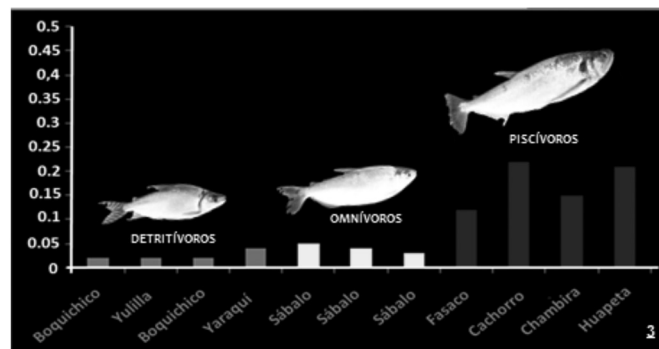 0.5
0.45
0,4
0.35
0.3
0.25
0.2
0.15
0.1
0.05
0
DETRITÍVOROS
OMNÍVOROS
PISCÍVOROS
Boquichico
Yulilla
Boquichico
Yaraquí
Sábalo
Sábalo
Sábalo
Fasaco
Cachorro
Chambira
Huapeta
3